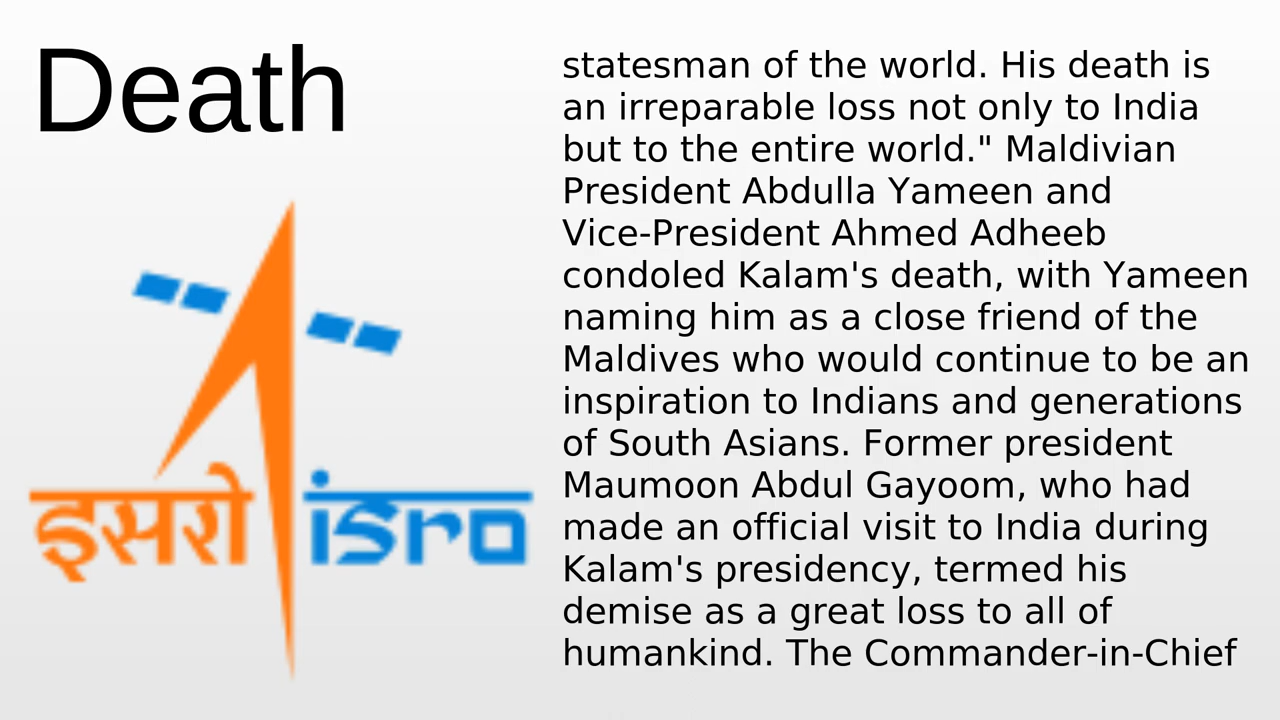 Death
इसरो isro
statesman of the world. His death is
an irreparable loss not only to India
but to the entire world." Maldivian
President Abdulla Yameen and
Vice-President Ahmed Adheeb
condoled Kalam's death, with Yameen
naming him as a close friend of the
Maldives who would continue to be an
inspiration to Indians and generations
of South Asians. Former president
Maumoon Abdul Gayoom, who had
made an official visit to India during
Kalam's presidency, termed his
demise as a great loss to all of
humankind. The Commander-in-Chief